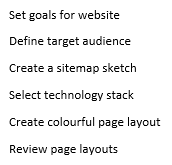 Set goals for website
Define target audience
Create a sitemap sketch
Select technology stack
Create colourful page layout
Review page layouts